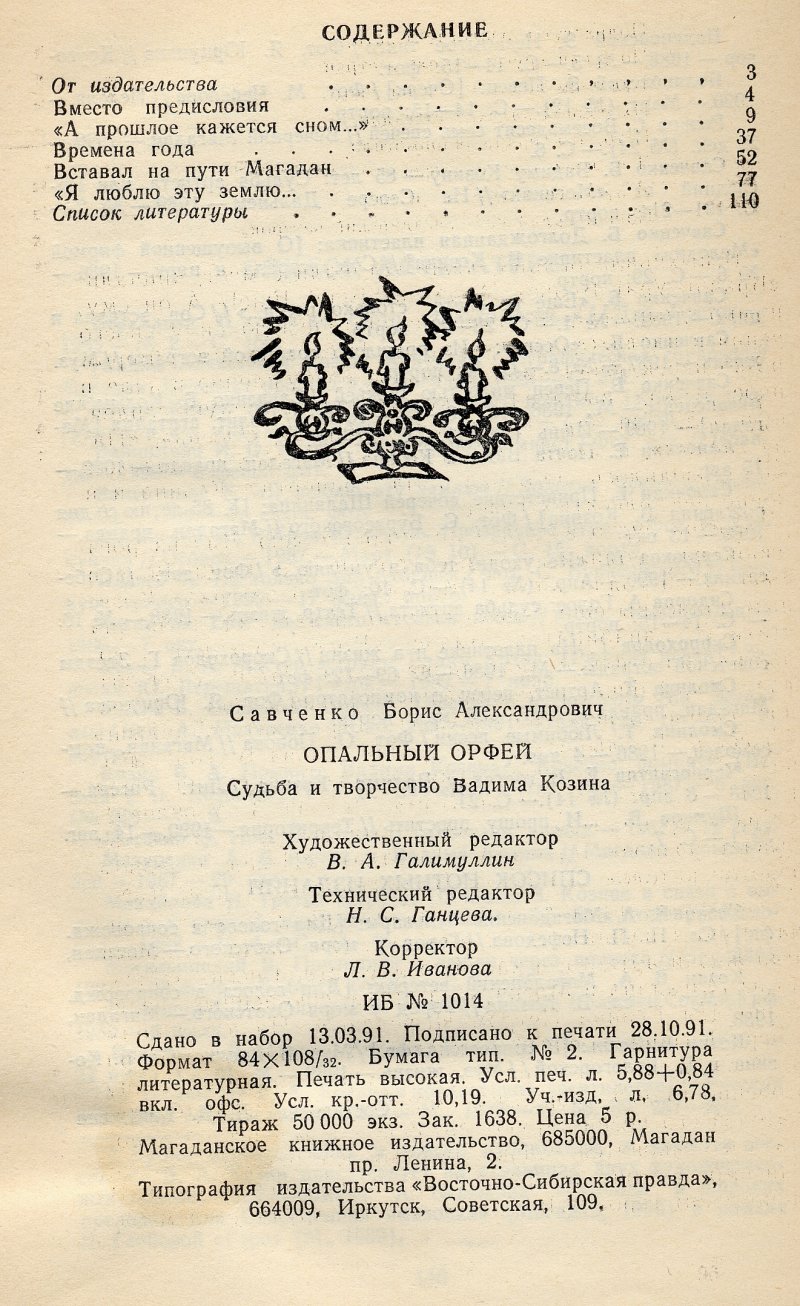 СОДЕРЖАНИЕ
От издательства . . . . . . . . . . . . 3
Вместо предисловия . . . . . . . . . . . 4
«А прошлое кажется сном...» . . . . . . . . . 9
Времена года . . . . . . . . . . . . . 37
Вставал на пути Магадан . . . . . . . . . . 52
«Я люблю эту землю... . . . . . . . . . . . 77
Список литературы . . . . . . . . . . . . 110
Савченко Борис Александрович
ОПАЛЬНЫЙ ОРФЕЙ
Судьба и творчество Вадима Козина
Художественный редактор
В. А. Галимуллин
Технический редактор
Н. С. Ганцева.
Корректор
Л. В. Иванова
ИБ № 1014
Сдано в набор 13.03.91. Подписано к печати 28.10.91.
Формат 84×108/32. Бумага тип. № 2. Гарнитура
литературная. Печать высокая. Усл. печ. л. 5,88+0,84
вкл. офс. Усл. кр.-отт. 10,19. Уч.-изд, л, 6,78,
Тираж 50 000 экз. Зак. 1638. Цена 5 р.
Магаданское книжное издательство, 685000, Магадан
пр. Ленина, 2.
Типография издательства «Восточно-Сибирская правда»,
664009, Иркутск, Советская, 109,